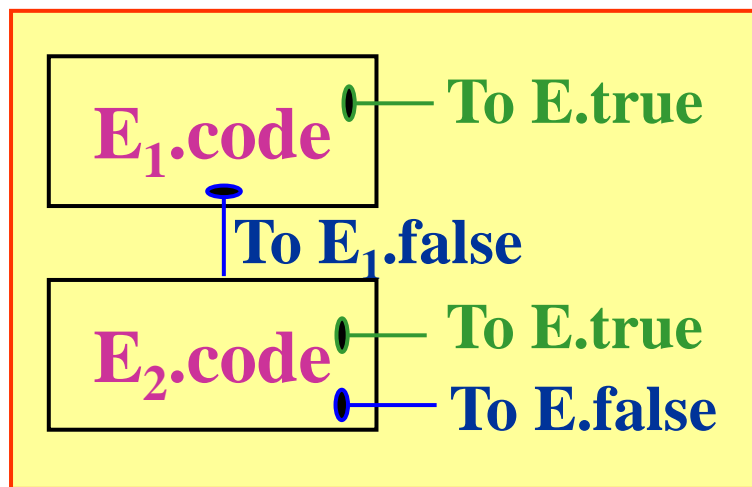 E₁.code To E.true
To E₁.false
E₂.code To E.true
To E.false